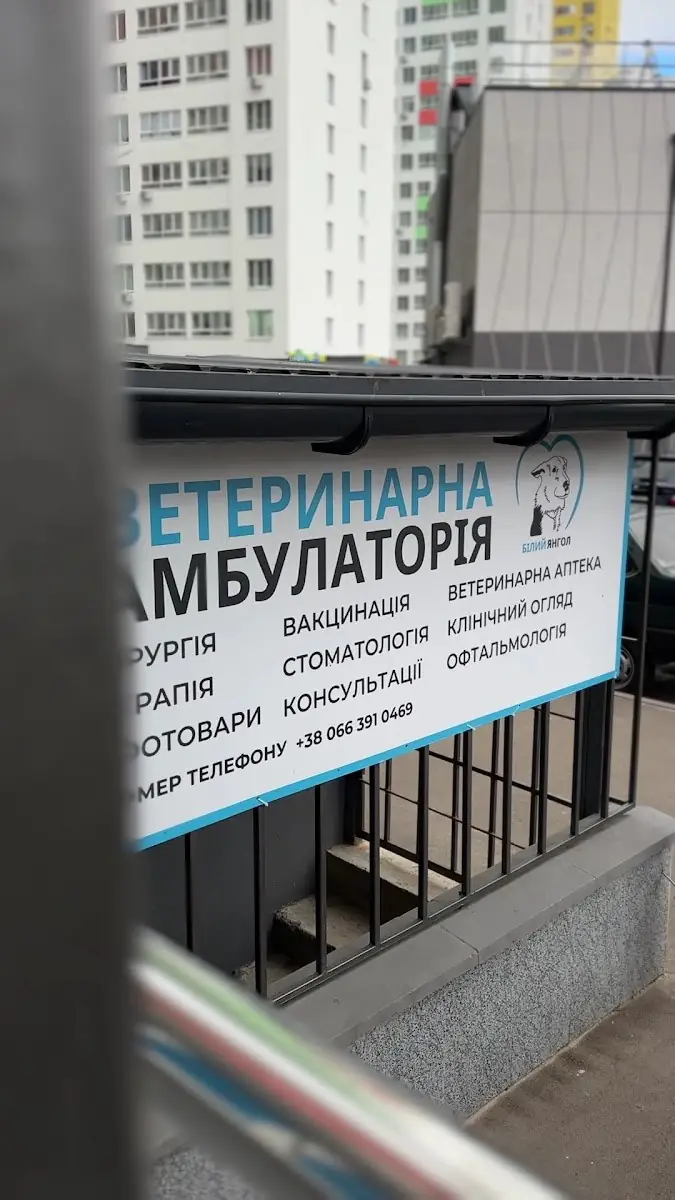 ВЕТЕРИНАРНА
АМБУЛАТОРІЯ
БІЛИЙ ЯНГОЛ
РУРГІЯ
РАПІЯ
ФОТОВАРИ
ВАКЦИНАЦІЯ
СТОМАТОЛОГІЯ
КОНСУЛЬТАЦІЇ
ВЕТЕРИНАРНА АПТЕКА
КЛІНІЧНИЙ ОГЛЯД
ОФТАЛЬМОЛОГІЯ
МЕР ТЕЛЕФОНУ +38 066 391 0469